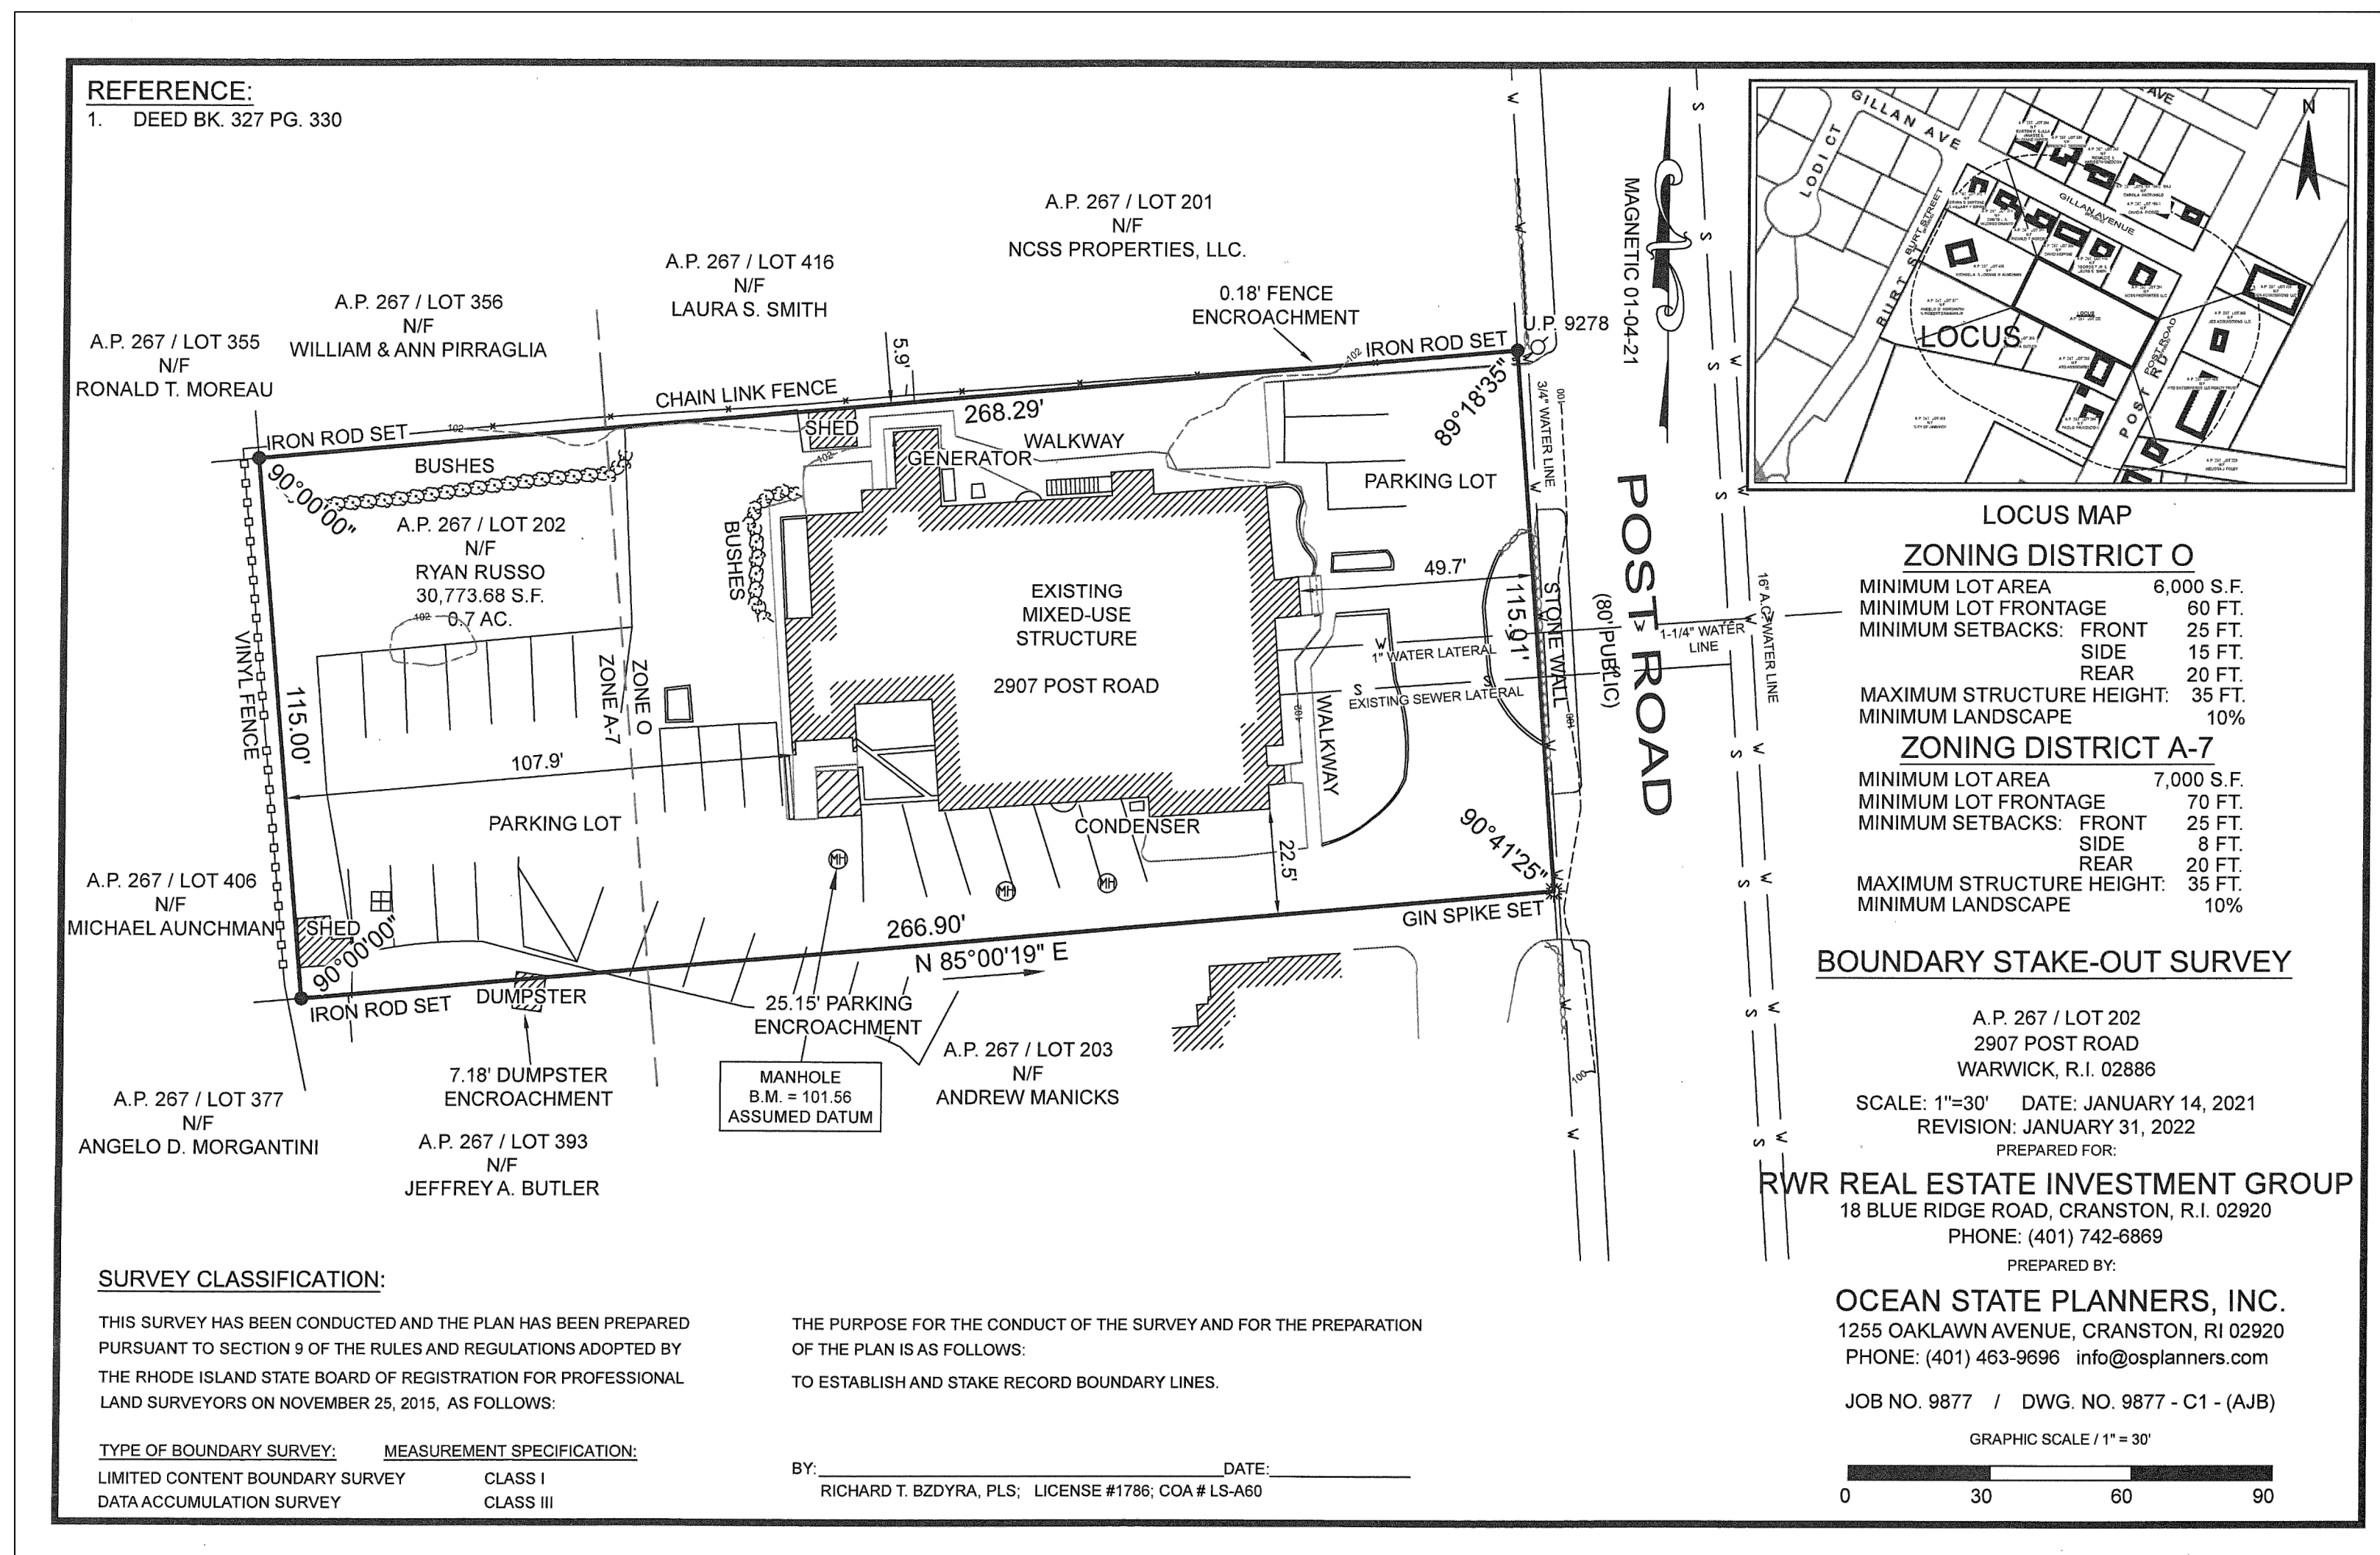 REFERENCE:
1. DEED BK. 327 PG. 330
A.P. 267 / LOT 355
N/F
RONALD T. MOREAU
A.P. 267 / LOT 356
N/F
WILLIAM & ANN PIRRAGLIA
A.P. 267 / LOT 416
N/F
LAURA S. SMITH
A.P. 267 / LOT 201
N/F
NCSS PROPERTIES, LLC.
0.18' FENCE
ENCROACHMENT
IRON ROD SET
U.P. 9278
MAGNETIC 01-04-21
5.9'
CHAIN LINK FENCE
268.29'
IRON ROD SET
102
102
102
102
102
89°18'35"
90°00'00"
BUSHES
SHED
WALKWAY
GENERATOR
PARKING LOT
3/4" WATER LINE
100
A.P. 267 / LOT 202
N/F
RYAN RUSSO
30,773.68 S.F.
0.7 AC.
BUSHES
EXISTING
MIXED-USE
STRUCTURE
2907 POST ROAD
49.7'
115.01'
STONE WALL
100
(80' PUBLIC)
POST ROAD
W
1" WATER LATERAL
S
S
EXISTING SEWER LATERAL
1-1/4" WATER
LINE
16" A.C. WATER LINE
VINYL FENCE
115.00'
ZONE A-7
ZONE O
107.9'
PARKING LOT
WALKWAY
CONDENSER
22.5'
90°41'25"
MH
MH
MH
A.P. 267 / LOT 406
N/F
MICHAEL AUNCHMAN
SHED
90°00'00"
266.90'
N 85°00'19" E
GIN SPIKE SET
IRON ROD SET
DUMPSTER
25.15' PARKING
ENCROACHMENT
7.18' DUMPSTER
ENCROACHMENT
MANHOLE
B.M. = 101.56
ASSUMED DATUM
A.P. 267 / LOT 203
N/F
ANDREW MANICKS
100
A.P. 267 / LOT 377
N/F
ANGELO D. MORGANTINI
A.P. 267 / LOT 393
N/F
JEFFREY A. BUTLER
N
GILLAN AVE
AVE
LODI CT
BURT STREET
GILLAN AVENUE
BURT S
LOCUS
LOCUS
POST ROAD
POST RD
LOCUS MAP
ZONING DISTRICT O
MINIMUM LOT AREA 6,000 S.F.
MINIMUM LOT FRONTAGE 60 FT.
MINIMUM SETBACKS: FRONT 25 FT.
SIDE 15 FT.
REAR 20 FT.
MAXIMUM STRUCTURE HEIGHT: 35 FT.
MINIMUM LANDSCAPE 10%
ZONING DISTRICT A-7
MINIMUM LOT AREA 7,000 S.F.
MINIMUM LOT FRONTAGE 70 FT.
MINIMUM SETBACKS: FRONT 25 FT.
SIDE 8 FT.
REAR 20 FT.
MAXIMUM STRUCTURE HEIGHT: 35 FT.
MINIMUM LANDSCAPE 10%
BOUNDARY STAKE-OUT SURVEY
A.P. 267 / LOT 202
2907 POST ROAD
WARWICK, R.I. 02886
SCALE: 1"=30' DATE: JANUARY 14, 2021
REVISION: JANUARY 31, 2022
PREPARED FOR:
RWR REAL ESTATE INVESTMENT GROUP
18 BLUE RIDGE ROAD, CRANSTON, R.I. 02920
PHONE: (401) 742-6869
PREPARED BY:
OCEAN STATE PLANNERS, INC.
1255 OAKLAWN AVENUE, CRANSTON, RI 02920
PHONE: (401) 463-9696 info@osplanners.com
JOB NO. 9877 / DWG. NO. 9877 - C1 - (AJB)
GRAPHIC SCALE / 1" = 30'
0 30 60 90
SURVEY CLASSIFICATION:
THIS SURVEY HAS BEEN CONDUCTED AND THE PLAN HAS BEEN PREPARED
PURSUANT TO SECTION 9 OF THE RULES AND REGULATIONS ADOPTED BY
THE RHODE ISLAND STATE BOARD OF REGISTRATION FOR PROFESSIONAL
LAND SURVEYORS ON NOVEMBER 25, 2015, AS FOLLOWS:
TYPE OF BOUNDARY SURVEY: MEASUREMENT SPECIFICATION:
LIMITED CONTENT BOUNDARY SURVEY CLASS I
DATA ACCUMULATION SURVEY CLASS III
THE PURPOSE FOR THE CONDUCT OF THE SURVEY AND FOR THE PREPARATION
OF THE PLAN IS AS FOLLOWS:
TO ESTABLISH AND STAKE RECORD BOUNDARY LINES.
BY: DATE:
RICHARD T. BZDYRA, PLS; LICENSE #1786; COA # LS-A60